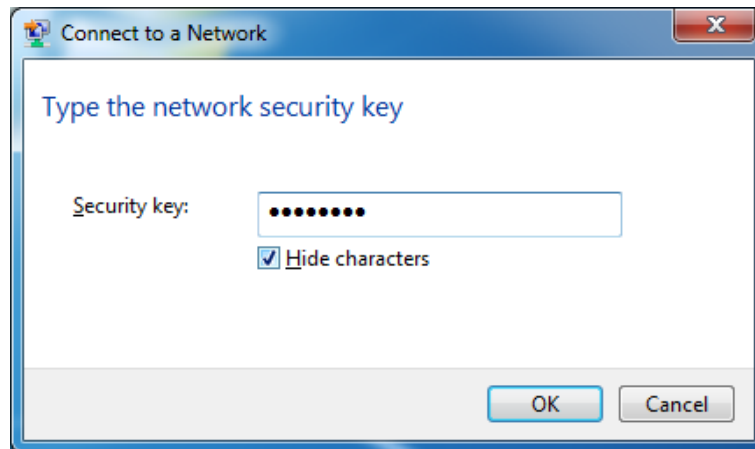 Connect to a Network
Type the network security key
Security key: ••••••••
Hide characters
OK Cancel